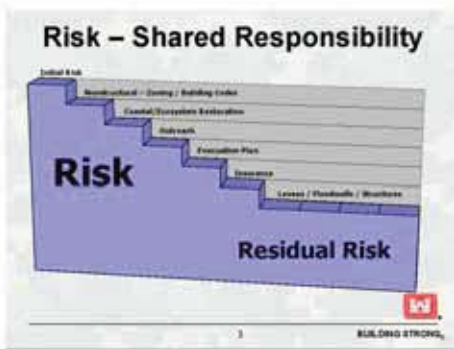 Risk – Shared Responsibility
Initial Risk
Nonstructural – Zoning / Building Codes
Coastal/Ecosystem Restoration
Outreach
Evacuation Plan
Insurance
Levees / Floodwalls / Structures
Risk
Residual Risk
3
BUILDING STRONG®